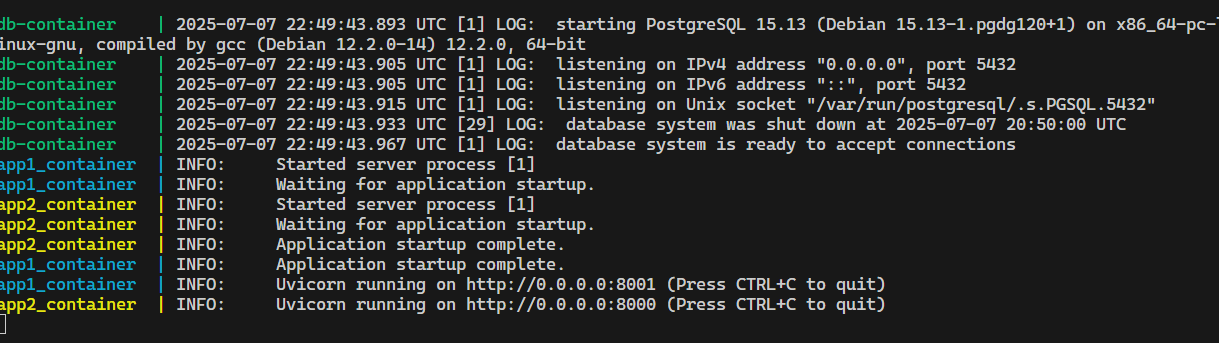 db-container    | 2025-07-07 22:49:43.893 UTC [1] LOG:  starting PostgreSQL 15.13 (Debian 15.13-1.pgdg120+1) on x86_64-pc-l
inux-gnu, compiled by gcc (Debian 12.2.0-14) 12.2.0, 64-bit
db-container    | 2025-07-07 22:49:43.905 UTC [1] LOG:  listening on IPv4 address "0.0.0.0", port 5432
db-container    | 2025-07-07 22:49:43.905 UTC [1] LOG:  listening on IPv6 address "::", port 5432
db-container    | 2025-07-07 22:49:43.915 UTC [1] LOG:  listening on Unix socket "/var/run/postgresql/.s.PGSQL.5432"
db-container    | 2025-07-07 22:49:43.933 UTC [29] LOG:  database system was shut down at 2025-07-07 20:50:00 UTC
db-container    | 2025-07-07 22:49:43.967 UTC [1] LOG:  database system is ready to accept connections
app1_container  | INFO:     Started server process [1]
app1_container  | INFO:     Waiting for application startup.
app2_container  | INFO:     Started server process [1]
app2_container  | INFO:     Waiting for application startup.
app2_container  | INFO:     Application startup complete.
app1_container  | INFO:     Application startup complete.
app1_container  | INFO:     Uvicorn running on http://0.0.0.0:8001 (Press CTRL+C to quit)
app2_container  | INFO:     Uvicorn running on http://0.0.0.0:8000 (Press CTRL+C to quit)